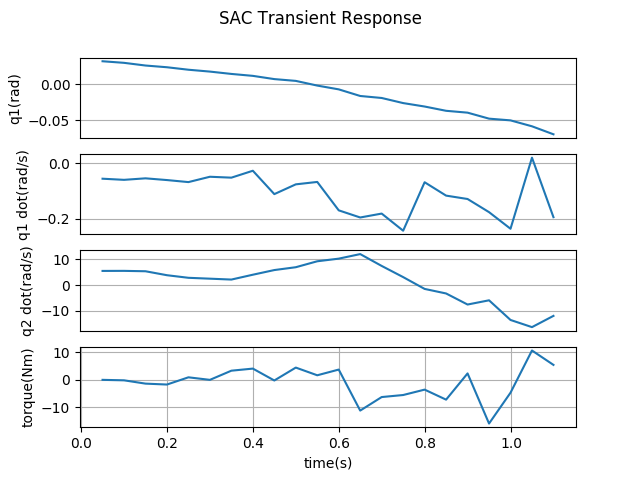 SAC Transient Response
q1(rad)
0.00
−0.05
q1 dot(rad/s)
0.0
−0.2
q2 dot(rad/s)
10
0
−10
torque(Nm)
10
0
−10
0.0 0.2 0.4 0.6 0.8 1.0
time(s)